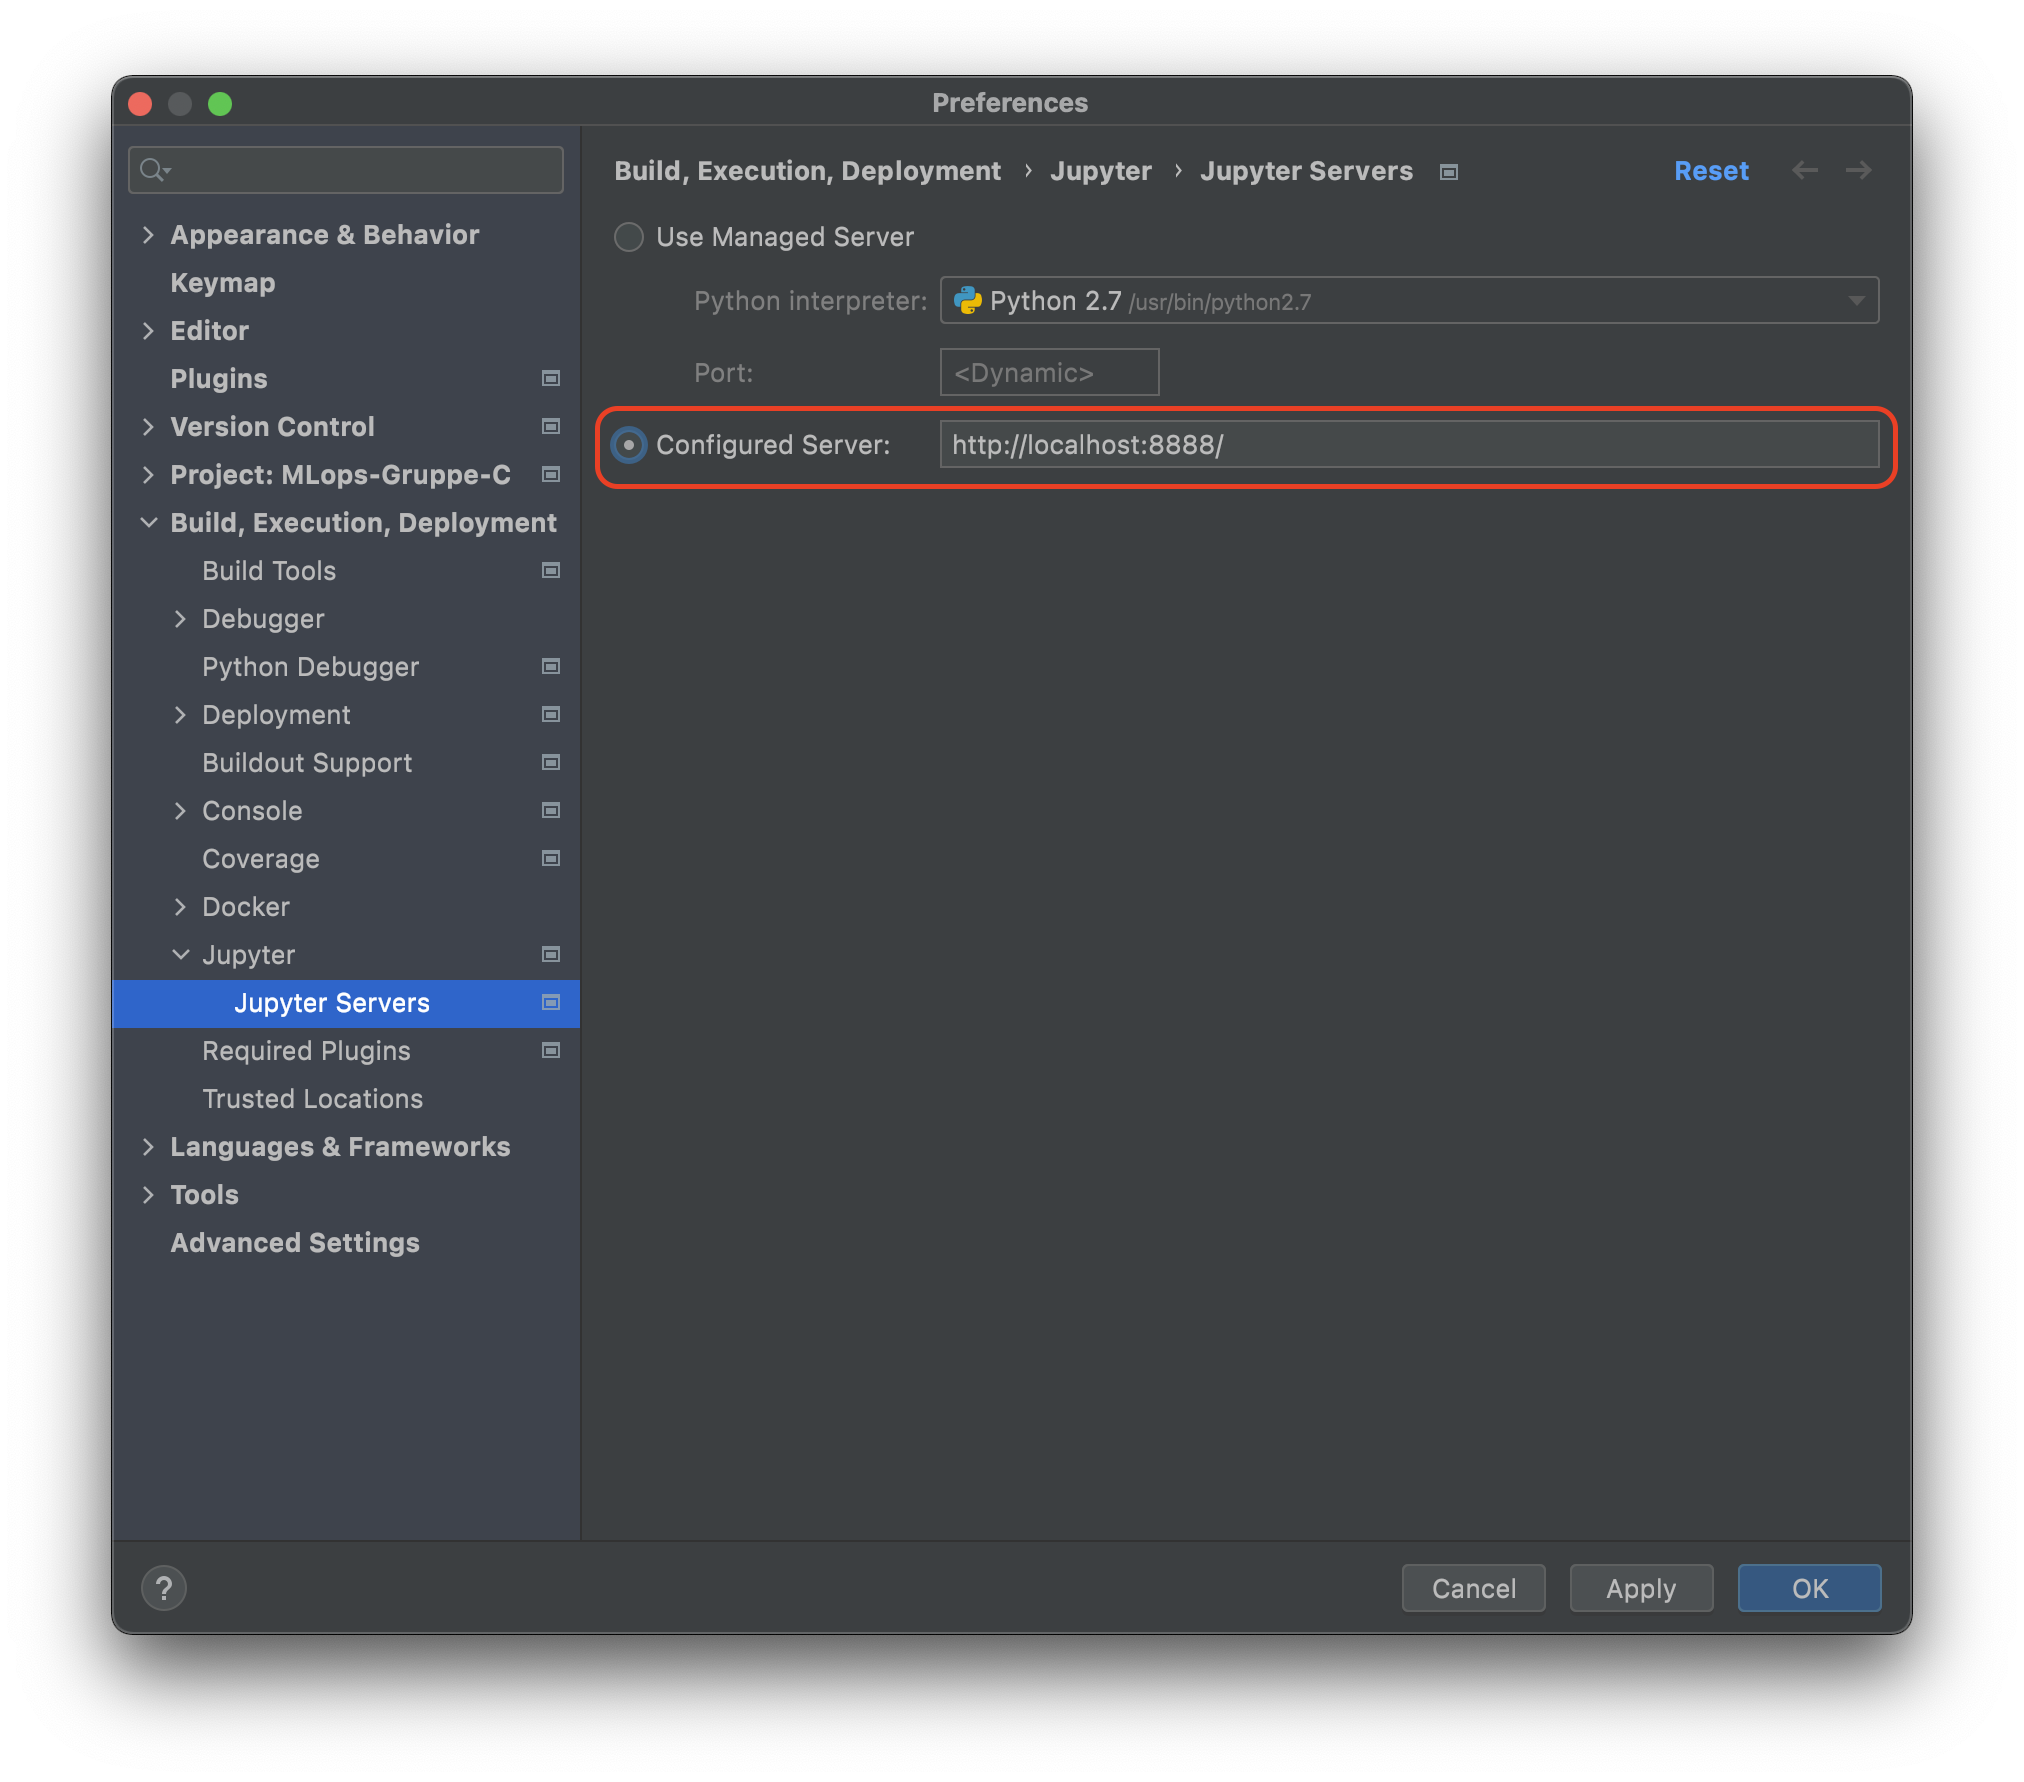 Preferences
Appearance & Behavior
Keymap
Editor
Plugins
Version Control
Project: MLops-Gruppe-C
Build, Execution, Deployment
Build Tools
Debugger
Python Debugger
Deployment
Buildout Support
Console
Coverage
Docker
Jupyter
Jupyter Servers
Required Plugins
Trusted Locations
Languages & Frameworks
Tools
Advanced Settings
Build, Execution, Deployment › Jupyter › Jupyter Servers Reset
Use Managed Server
Python interpreter: Python 2.7 /usr/bin/python2.7
Port: <Dynamic>
Configured Server: http://localhost:8888/
? Cancel Apply OK